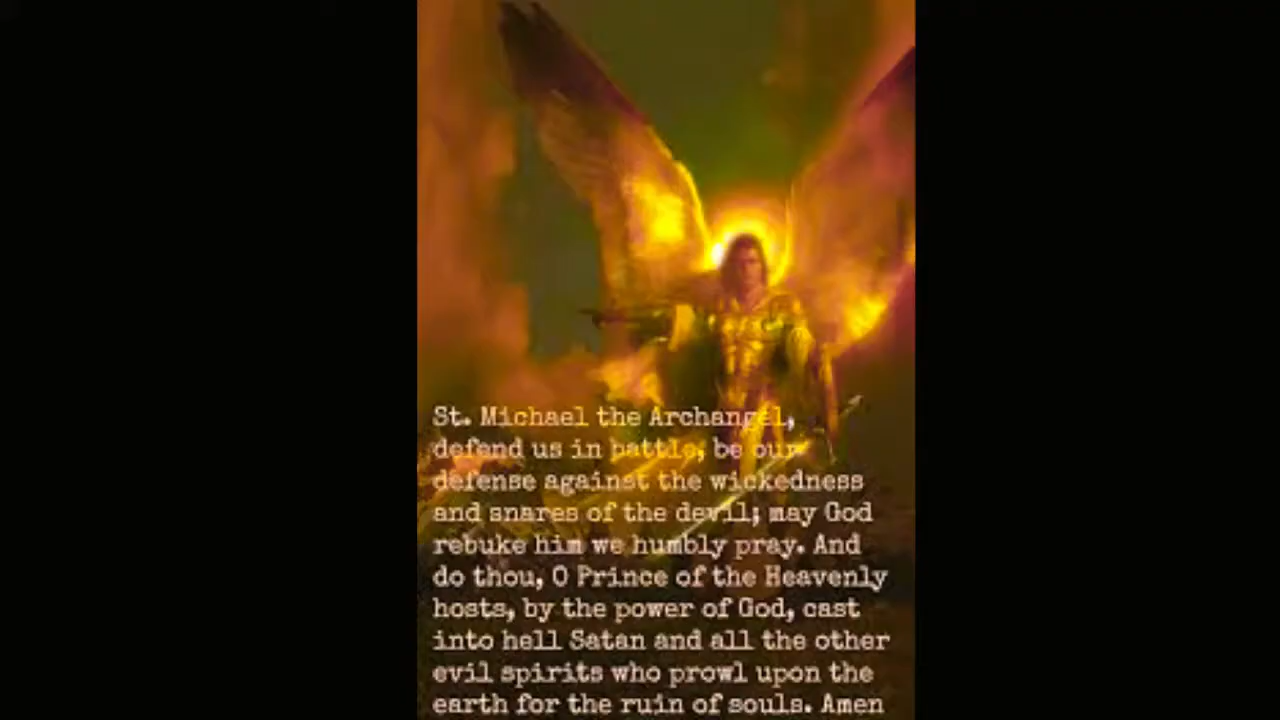 St. Michael the Archangel,
defend us in battle, be our
defense against the wickedness
and snares of the devil; may God
rebuke him we humbly pray. And
do thou, O Prince of the Heavenly
hosts, by the power of God, cast
into hell Satan and all the other
evil spirits who prowl upon the
earth for the ruin of souls. Amen